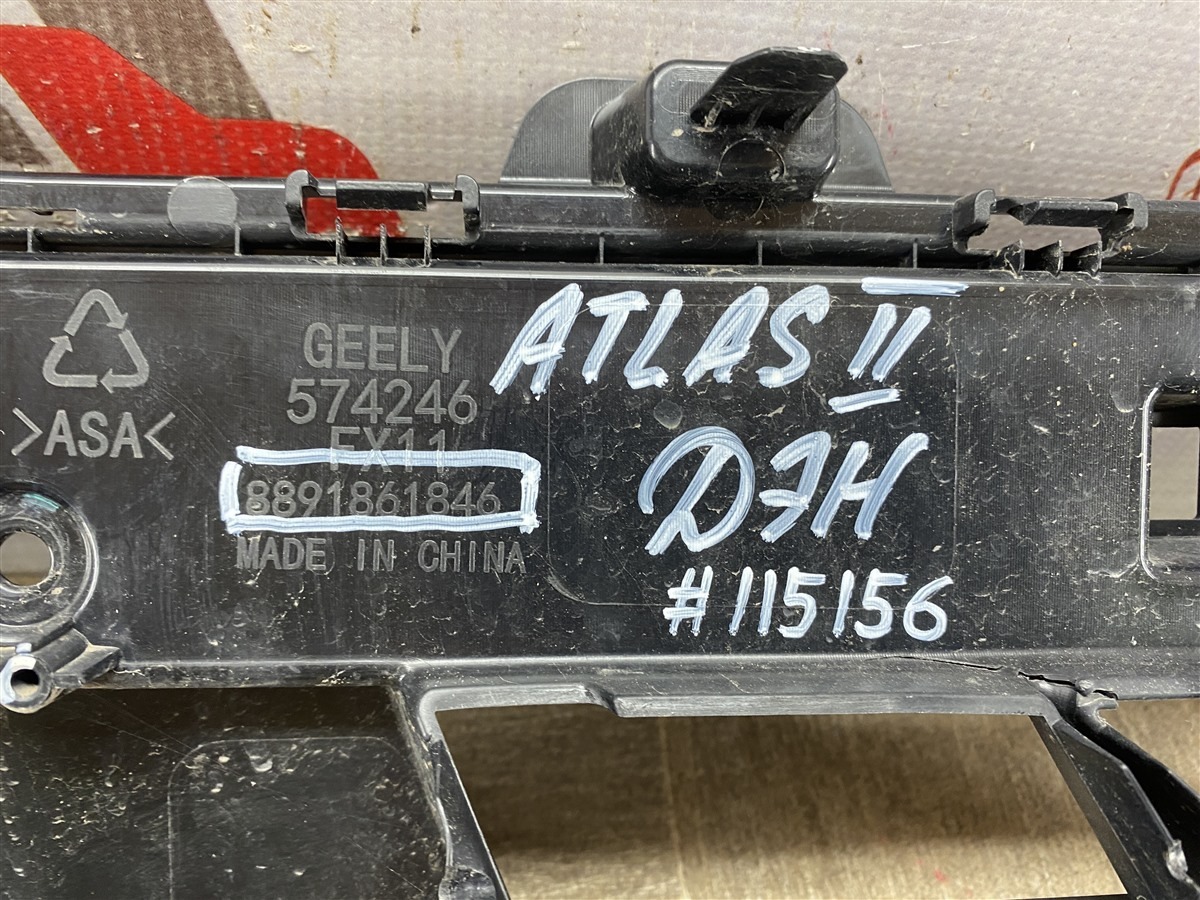 GEELY
574246
FX11
8891861846
MADE IN CHINA
>ASA<
ATLAS II
DFH
#115156